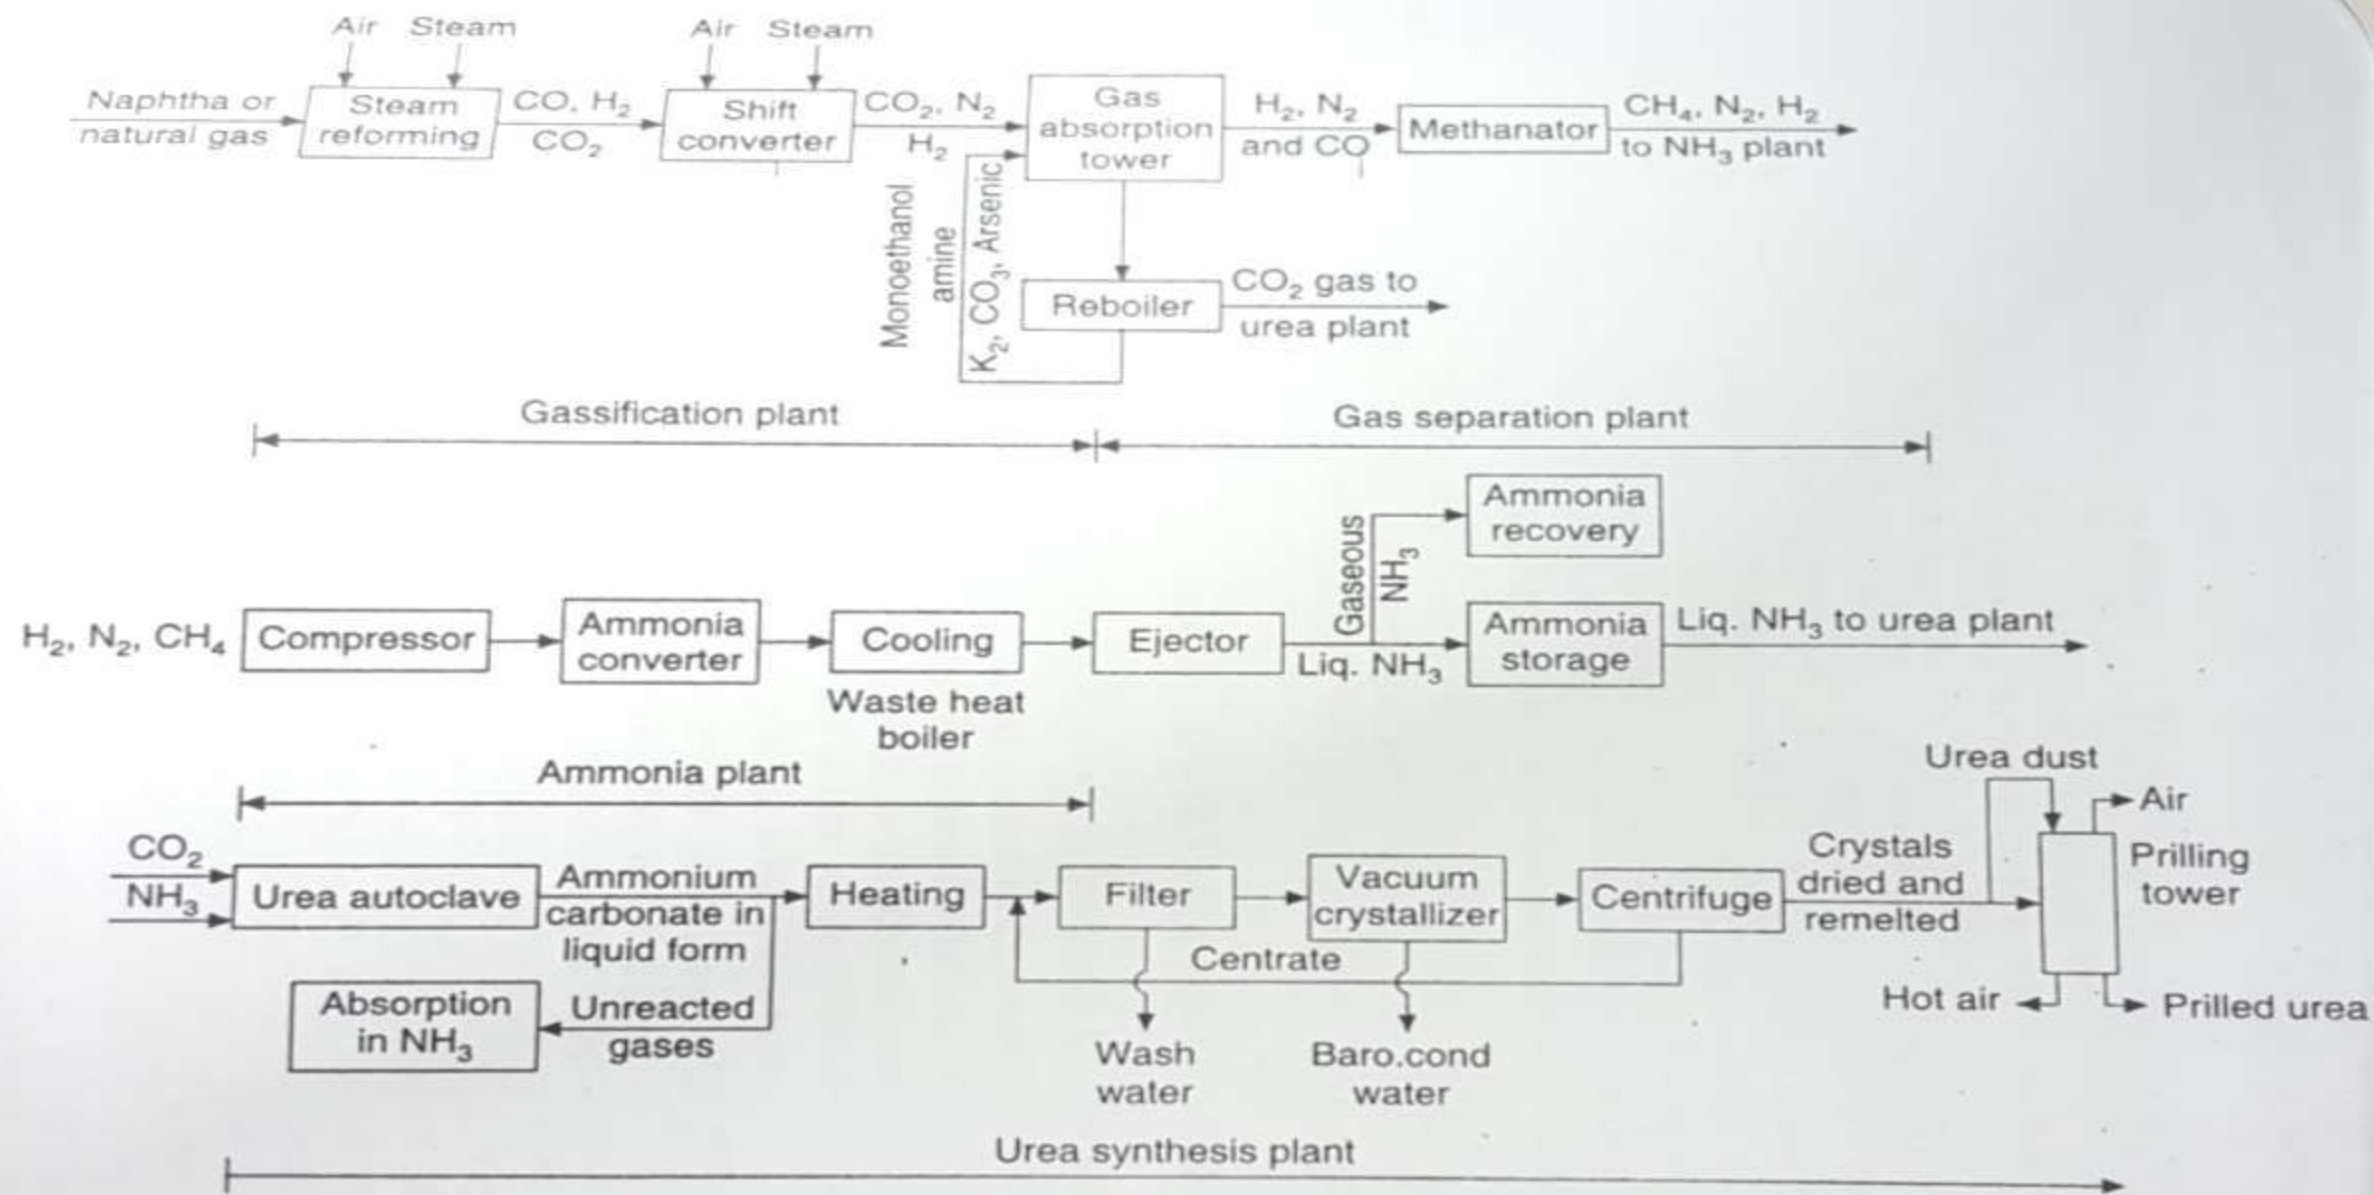 Air Steam
Air Steam
Naphtha or
natural gas
Steam
reforming
CO, H₂
CO₂
Shift
converter
CO₂, N₂
H₂
Gas
absorption
tower
H₂, N₂
and CO
Methanator
CH₄, N₂, H₂
to NH₃ plant
Monoethanol
amine
K₂, CO₃, Arsenic
Reboiler
CO₂ gas to
urea plant
Gassification plant
Gas separation plant
H₂, N₂, CH₄
Compressor
Ammonia
converter
Cooling
Waste heat
boiler
Ejector
Liq. NH₃
Gaseous
NH₃
Ammonia
recovery
Ammonia
storage
Liq. NH₃ to urea plant
Ammonia plant
CO₂
NH₃
Urea autoclave
Ammonium
carbonate in
liquid form
Absorption
in NH₃
Unreacted
gases
Heating
Filter
Wash
water
Vacuum
crystallizer
Centrate
Baro.cond
water
Centrifuge
Crystals
dried and
remelted
Urea dust
Air
Prilling
tower
Hot air
Prilled urea
Urea synthesis plant